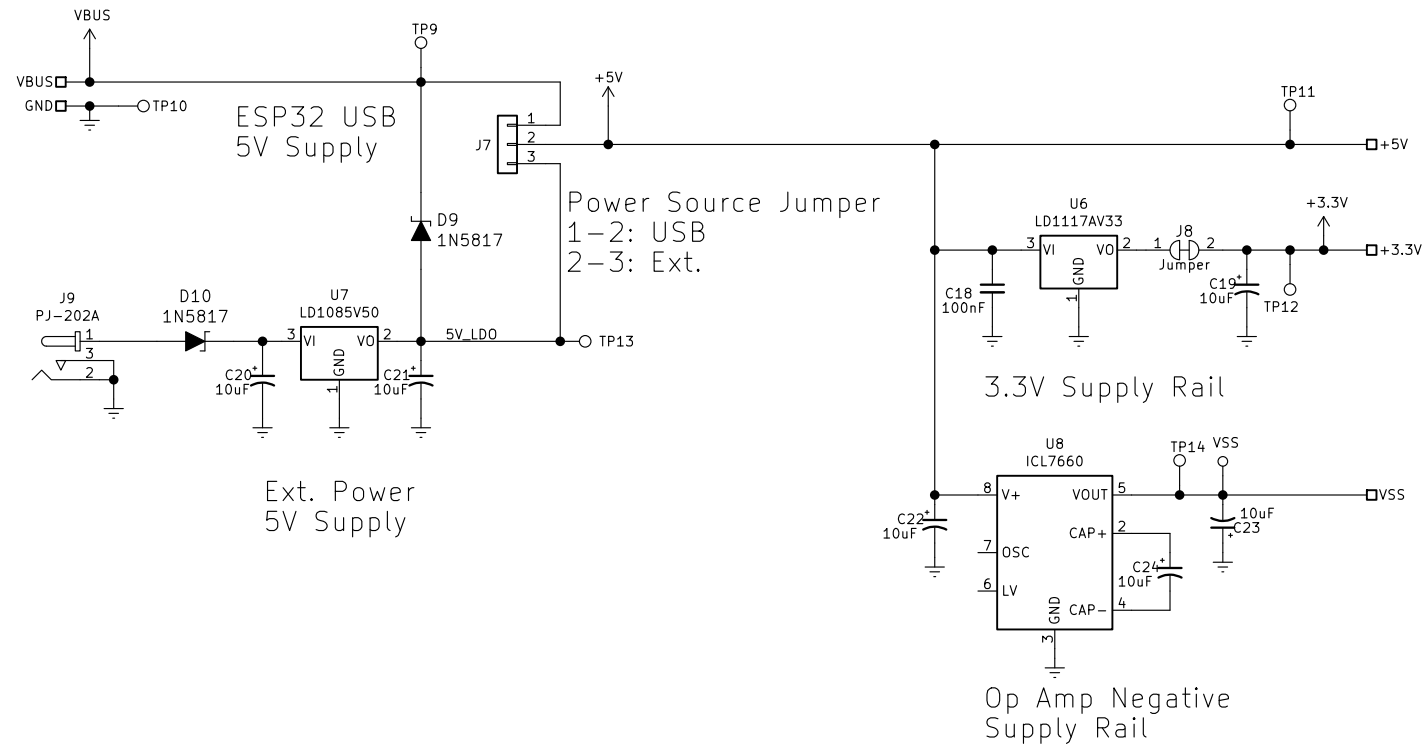 VBUS
TP9
VBUS
GND
TP10
ESP32 USB
5V Supply
+5V
TP11
J7
1
2
3
+5V
Power Source Jumper
1-2: USB
2-3: Ext.
D9
1N5817
U6
LD1117AV33
+3.3V
3 VI VO 2
GND
1
1 J8 2
Jumper
+3.3V
C18
100nF
C19
10uF
+
TP12
J9
PJ-202A
1
3
2
D10
1N5817
U7
LD1085V50
3 VI VO 2
GND
1
5V_LDO
TP13
C20
10uF
+
C21
10uF
+
3.3V Supply Rail
Ext. Power
5V Supply
U8
ICL7660
TP14
VSS
8 V+
VOUT 5
VSS
C22
10uF
+
7 OSC
6 LV
CAP+ 2
CAP- 4
GND
3
10uF
C23
+
C24
10uF
+
Op Amp Negative
Supply Rail